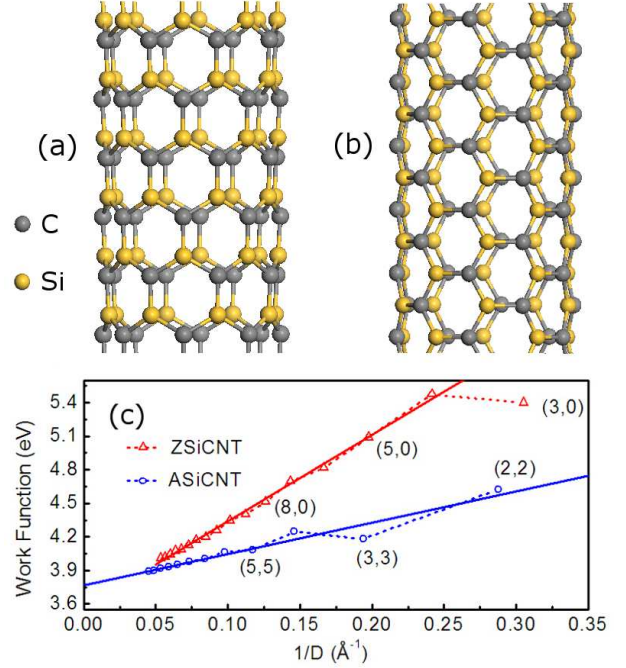 (a)
(b)
C
Si
(c)
ZSiCNT
ASiCNT
(3,0)
(5,0)
(2,2)
(8,0)
(3,3)
(5,5)
Work Function (eV)
5.4
5.1
4.8
4.5
4.2
3.9
3.6
0.00 0.05 0.10 0.15 0.20 0.25 0.30 0.35
1/D (Å⁻¹)